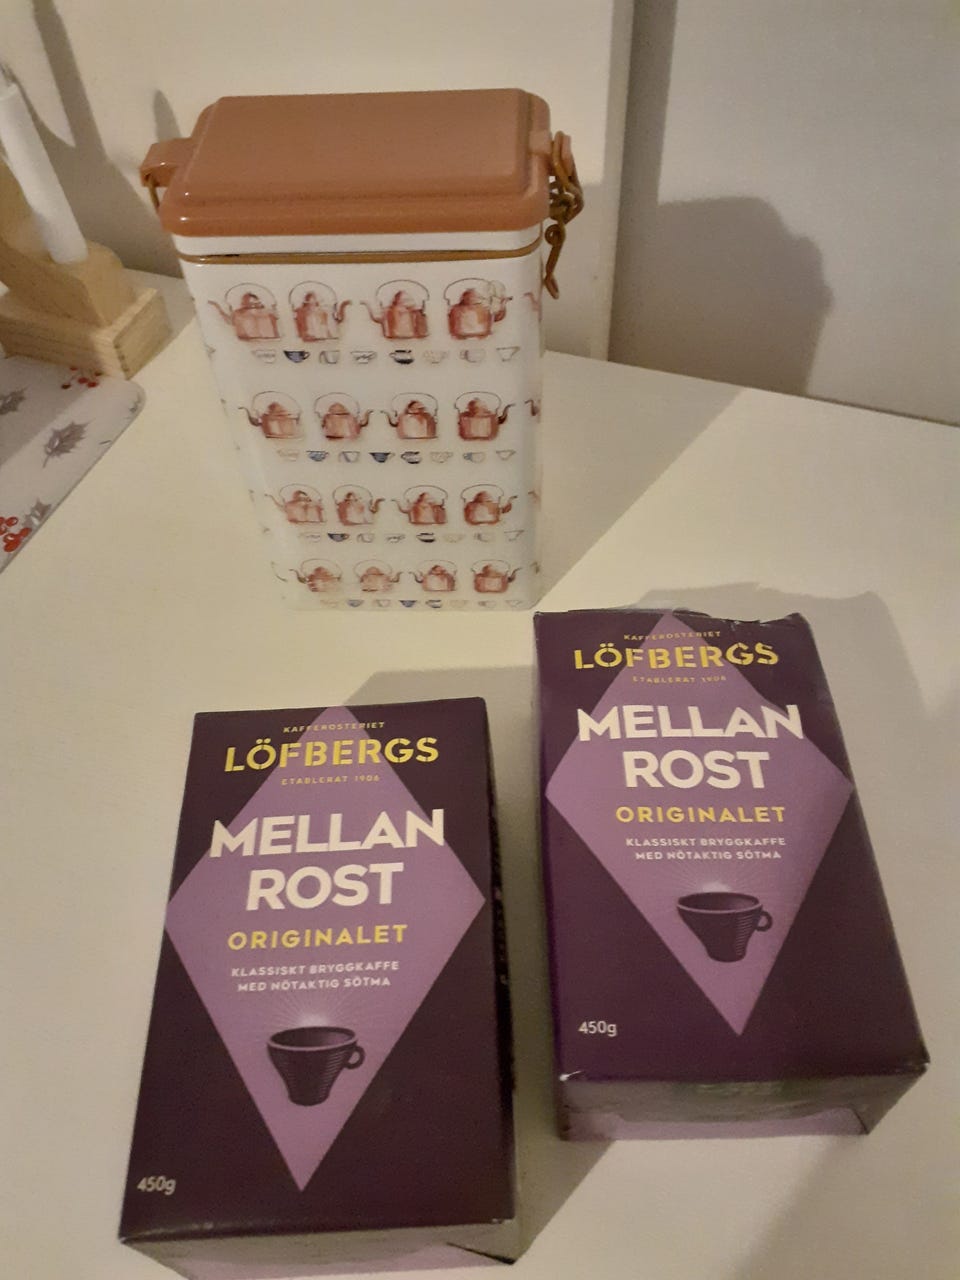 KAFFEROSTERIET
LÖFBERGS
ETABLERAT 1906
MELLAN
ROST
ORIGINALET
KLASSISKT BRYGGKAFFE
MED NÖTAKTIG SÖTMA
450g
KAFFEROSTERIET
LÖFBERGS
ETABLERAT 1906
MELLAN
ROST
ORIGINALET
KLASSISKT BRYGGKAFFE
MED NÖTAKTIG SÖTMA
450g